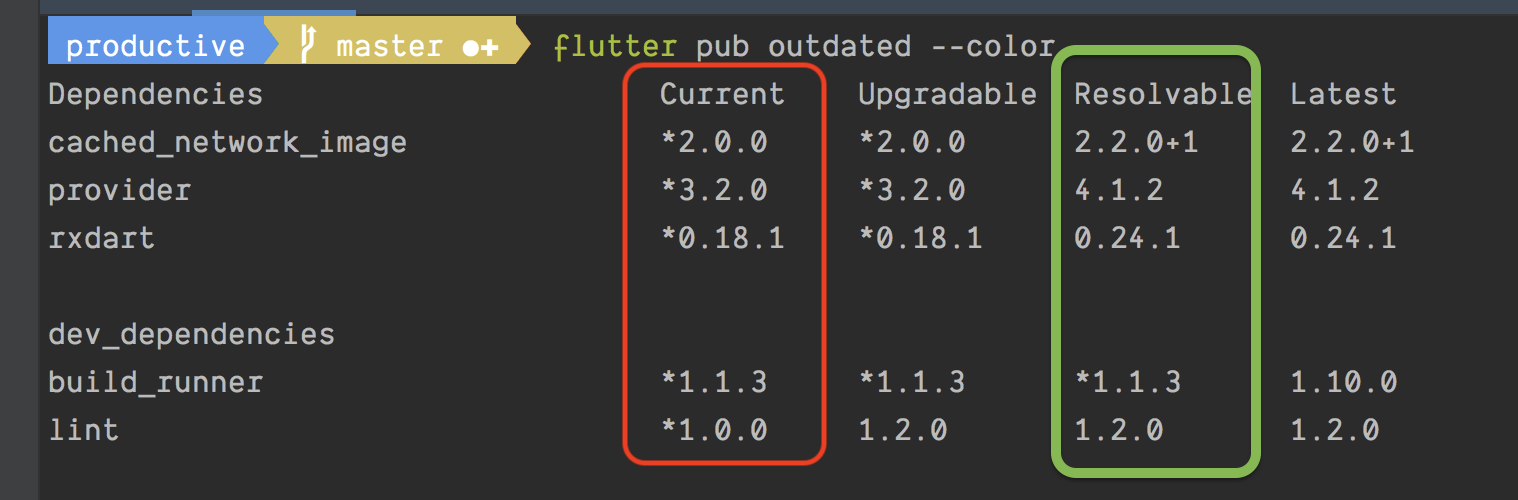 productive master ●✚ flutter pub outdated --color
Dependencies Current Upgradable Resolvable Latest
cached_network_image *2.0.0 *2.0.0 2.2.0+1 2.2.0+1
provider *3.2.0 *3.2.0 4.1.2 4.1.2
rxdart *0.18.1 *0.18.1 0.24.1 0.24.1
dev_dependencies
build_runner *1.1.3 *1.1.3 *1.1.3 1.10.0
lint *1.0.0 1.2.0 1.2.0 1.2.0